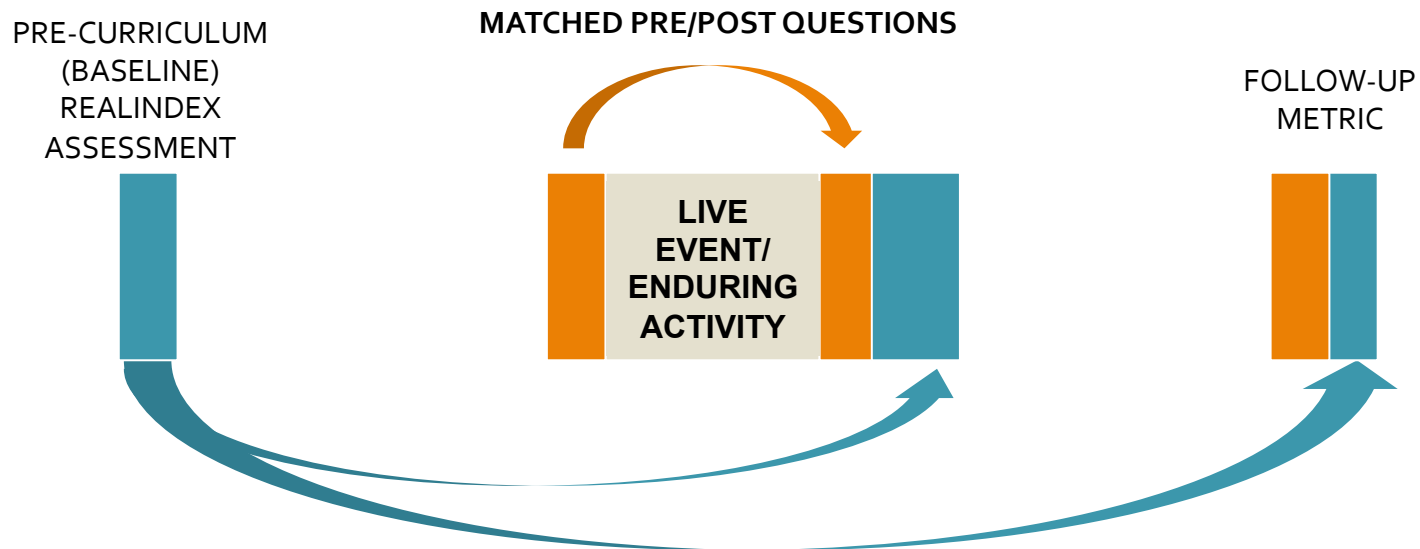 PRE-CURRICULUM
(BASELINE)
REALINDEX
ASSESSMENT
MATCHED PRE/POST QUESTIONS
LIVE
EVENT/
ENDURING
ACTIVITY
FOLLOW-UP
METRIC